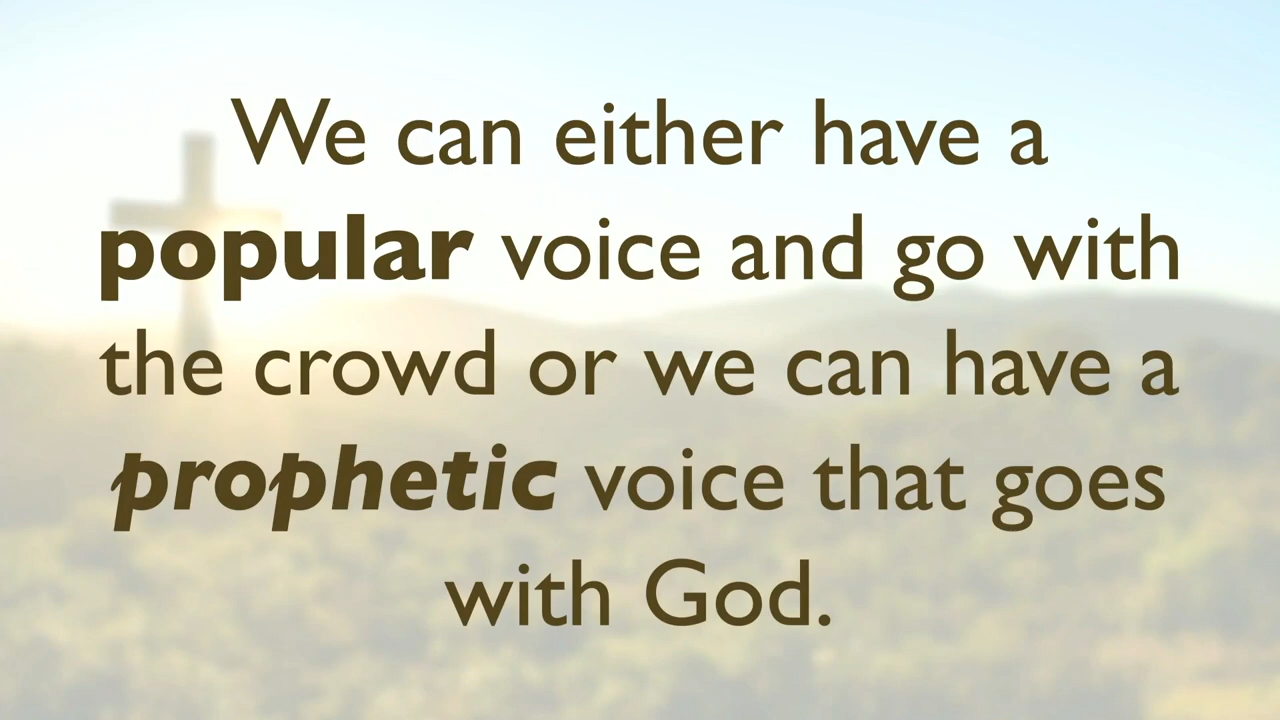 We can either have a
popular voice and go with
the crowd or we can have a
prophetic voice that goes
with God.